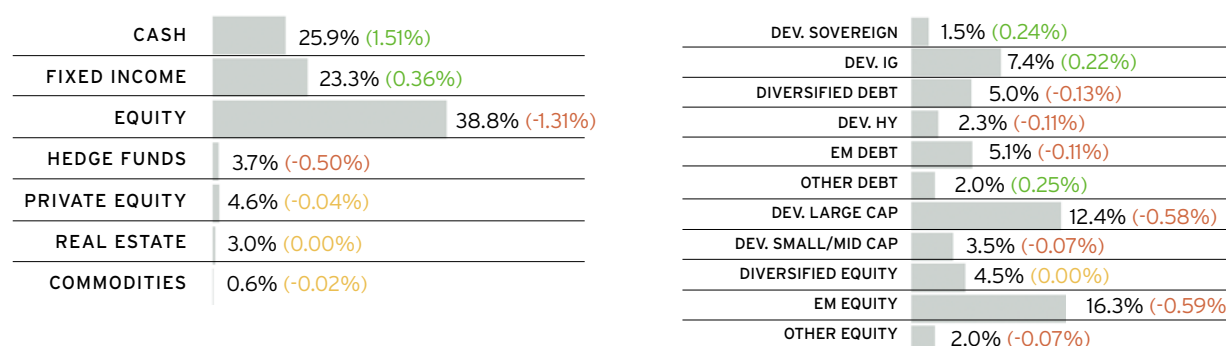 CASH 25.9% (1.51%)
FIXED INCOME 23.3% (0.36%)
EQUITY 38.8% (-1.31%)
HEDGE FUNDS 3.7% (-0.50%)
PRIVATE EQUITY 4.6% (-0.04%)
REAL ESTATE 3.0% (0.00%)
COMMODITIES 0.6% (-0.02%)
DEV. SOVEREIGN 1.5% (0.24%)
DEV. IG 7.4% (0.22%)
DIVERSIFIED DEBT 5.0% (-0.13%)
DEV. HY 2.3% (-0.11%)
EM DEBT 5.1% (-0.11%)
OTHER DEBT 2.0% (0.25%)
DEV. LARGE CAP 12.4% (-0.58%)
DEV. SMALL/MID CAP 3.5% (-0.07%)
DIVERSIFIED EQUITY 4.5% (0.00%)
EM EQUITY 16.3% (-0.59%
OTHER EQUITY 2.0% (-0.07%)